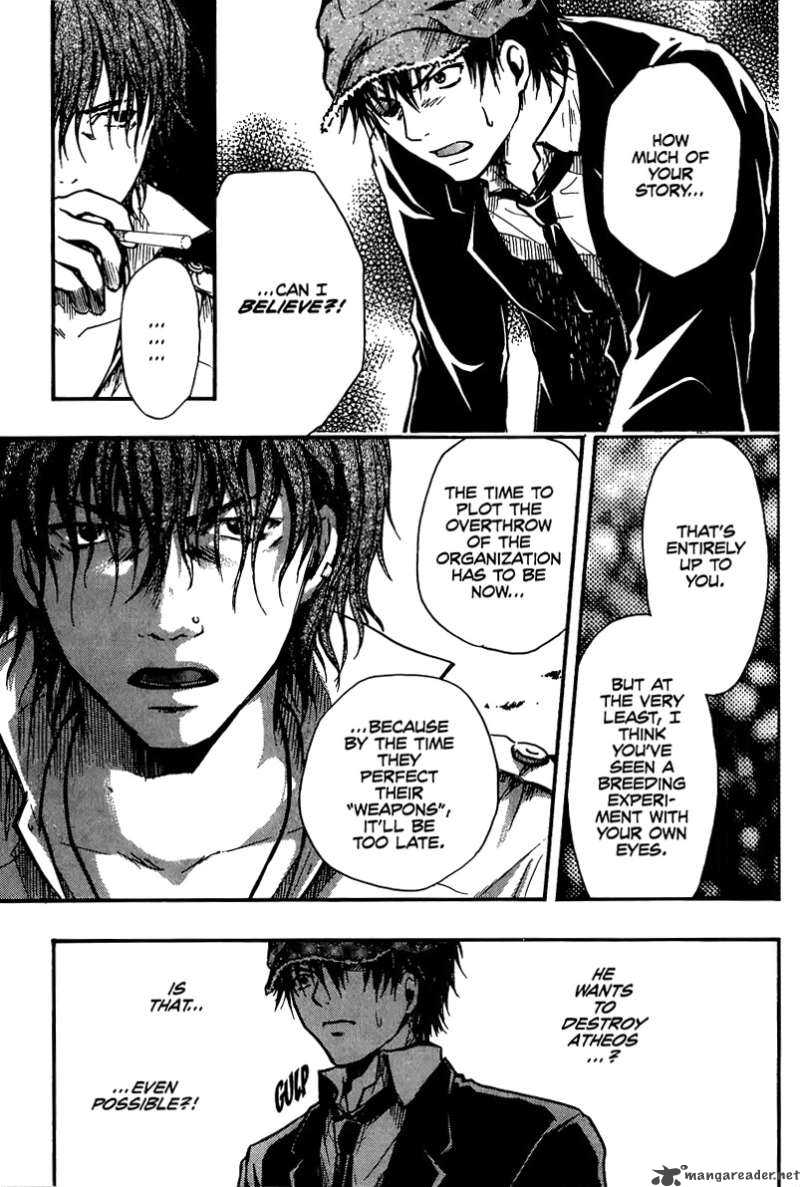 HOW
MUCH OF
YOUR
STORY...
...CAN I
BELIEVE?!
...
...
...
THAT'S
ENTIRELY
UP TO
YOU.
BUT AT
THE VERY
LEAST, I
THINK
YOU'VE
SEEN A
BREEDING
EXPERI-
MENT WITH
YOUR OWN
EYES.
THE TIME TO
PLOT THE
OVERTHROW
OF THE
ORGANIZATION
HAS TO BE
NOW...
...BECAUSE
BY THE TIME
THEY
PERFECT
THEIR
"WEAPONS",
IT'LL BE
TOO LATE.
HE
WANTS
TO
DESTROY
ATHEOS
...?
GULP
IS
THAT...
...EVEN
POSSIBLE?!
mangareader.net